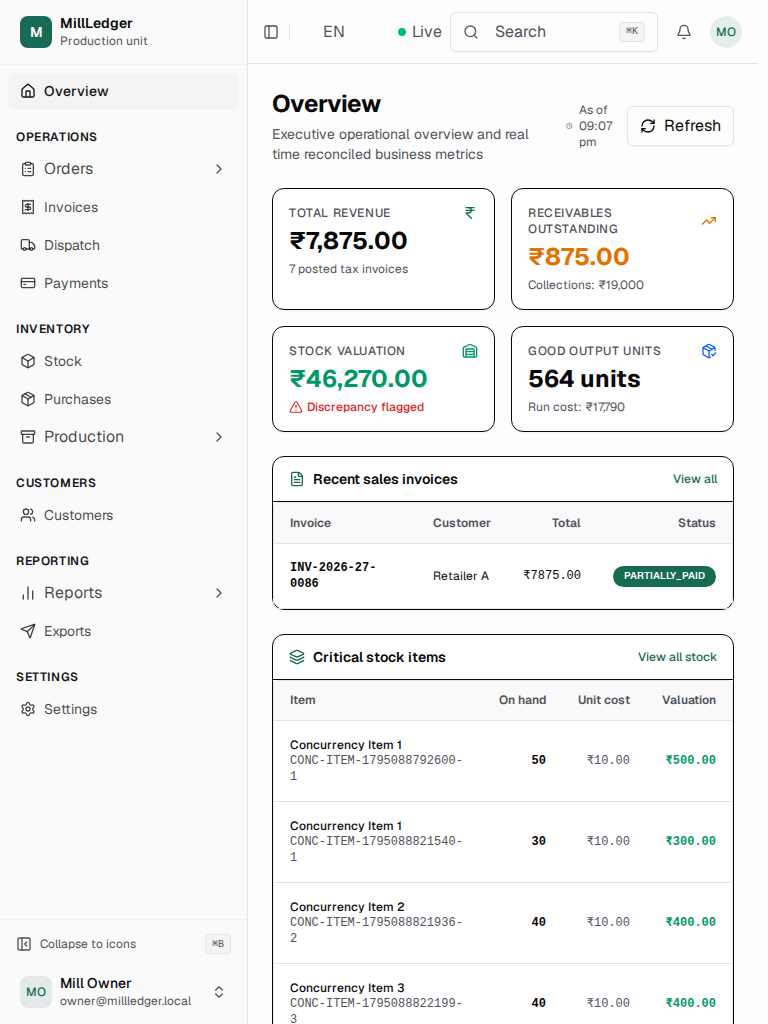 M
MillLedger
Production unit
Overview
OPERATIONS
Orders
Invoices
Dispatch
Payments
INVENTORY
Stock
Purchases
Production
CUSTOMERS
Customers
REPORTING
Reports
Exports
SETTINGS
Settings
Collapse to icons ⌘B
MO
Mill Owner
owner@millledger.local
EN
Live
Search ⌘K
MO
Overview
Executive operational overview and real
time reconciled business metrics
As of
09:07
pm
Refresh
TOTAL REVENUE
₹7,875.00
7 posted tax invoices
RECEIVABLES
OUTSTANDING
₹875.00
Collections: ₹19,000
STOCK VALUATION
₹46,270.00
Discrepancy flagged
GOOD OUTPUT UNITS
564 units
Run cost: ₹17,790
Recent sales invoices View all
Invoice Customer Total Status
INV-2026-27-
0086
Retailer A ₹7875.00 PARTIALLY_PAID
Critical stock items View all stock
Item On hand Unit cost Valuation
Concurrency Item 1
CONC-ITEM-1795088792600-
1
50 ₹10.00 ₹500.00
Concurrency Item 1
CONC-ITEM-1795088821540-
1
30 ₹10.00 ₹300.00
Concurrency Item 2
CONC-ITEM-1795088821936-
2
40 ₹10.00 ₹400.00
Concurrency Item 3
CONC-ITEM-1795088822199-
3
40 ₹10.00 ₹400.00